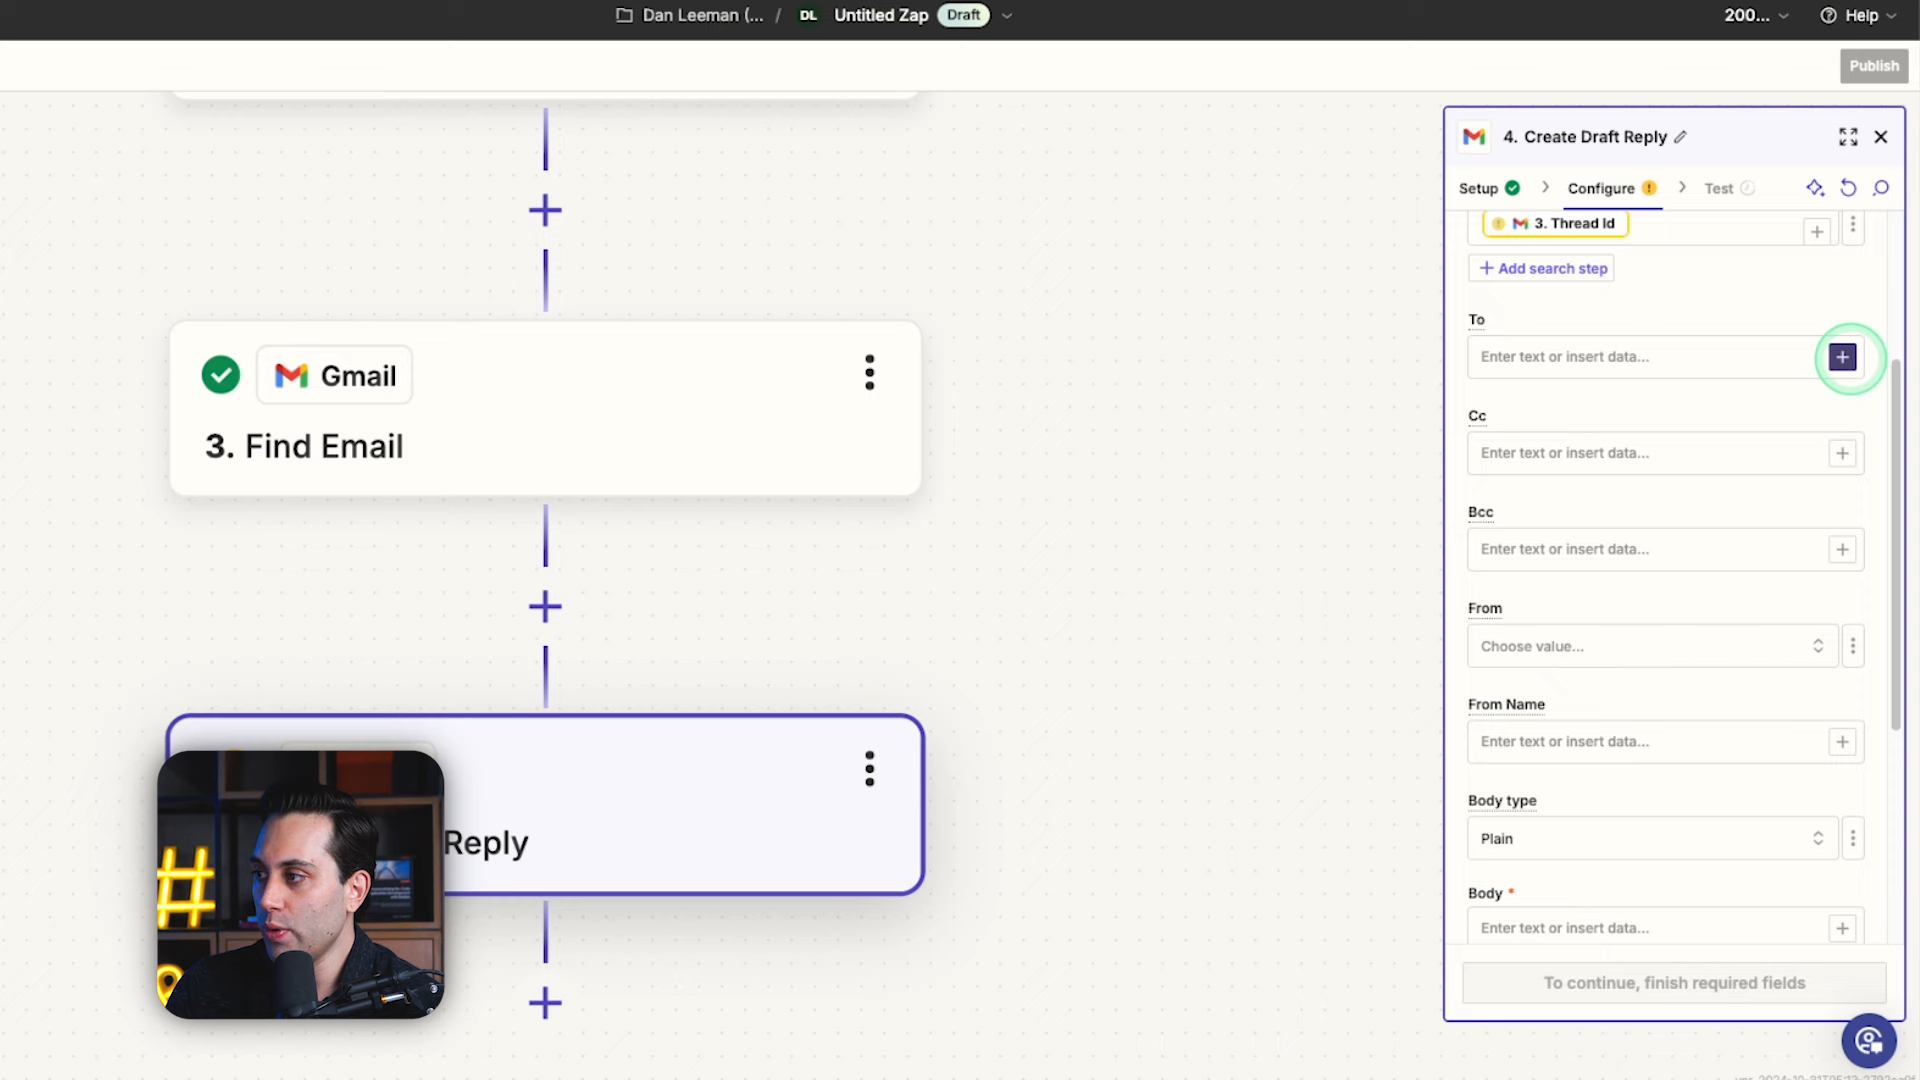 Dan Leeman (... / DL Untitled Zap Draft
200... Help
Publish
Gmail
3. Find Email
Reply
4. Create Draft Reply
Setup Configure Test
3. Thread Id
Add search step
To
Enter text or insert data...
Cc
Enter text or insert data...
Bcc
Enter text or insert data...
From
Choose value...
From Name
Enter text or insert data...
Body type
Plain
Body *
Enter text or insert data...
To continue, finish required fields